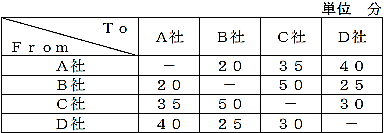 単位　分
Ｔｏ
Ｆｒｏｍ
Ａ社　Ｂ社　Ｃ社　Ｄ社
Ａ社　－　２０　３５　４０
Ｂ社　２０　－　５０　２５
Ｃ社　３５　５０　－　３０
Ｄ社　４０　２５　３０　－